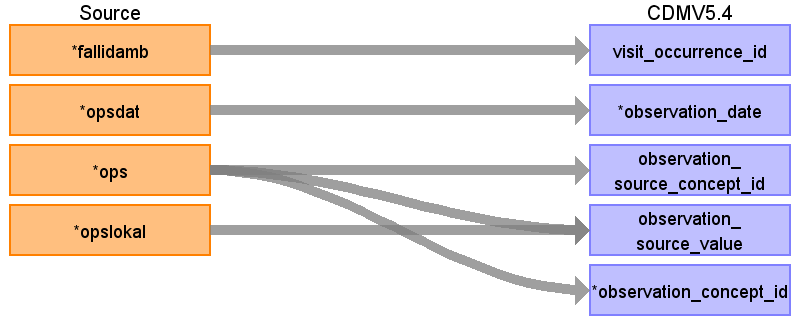 Source
CDMV5.4
*fallidamb
visit_occurrence_id
*opsdat
*observation_date
*ops
observation_
source_concept_id
*opslokal
observation_
source_value
*observation_concept_id